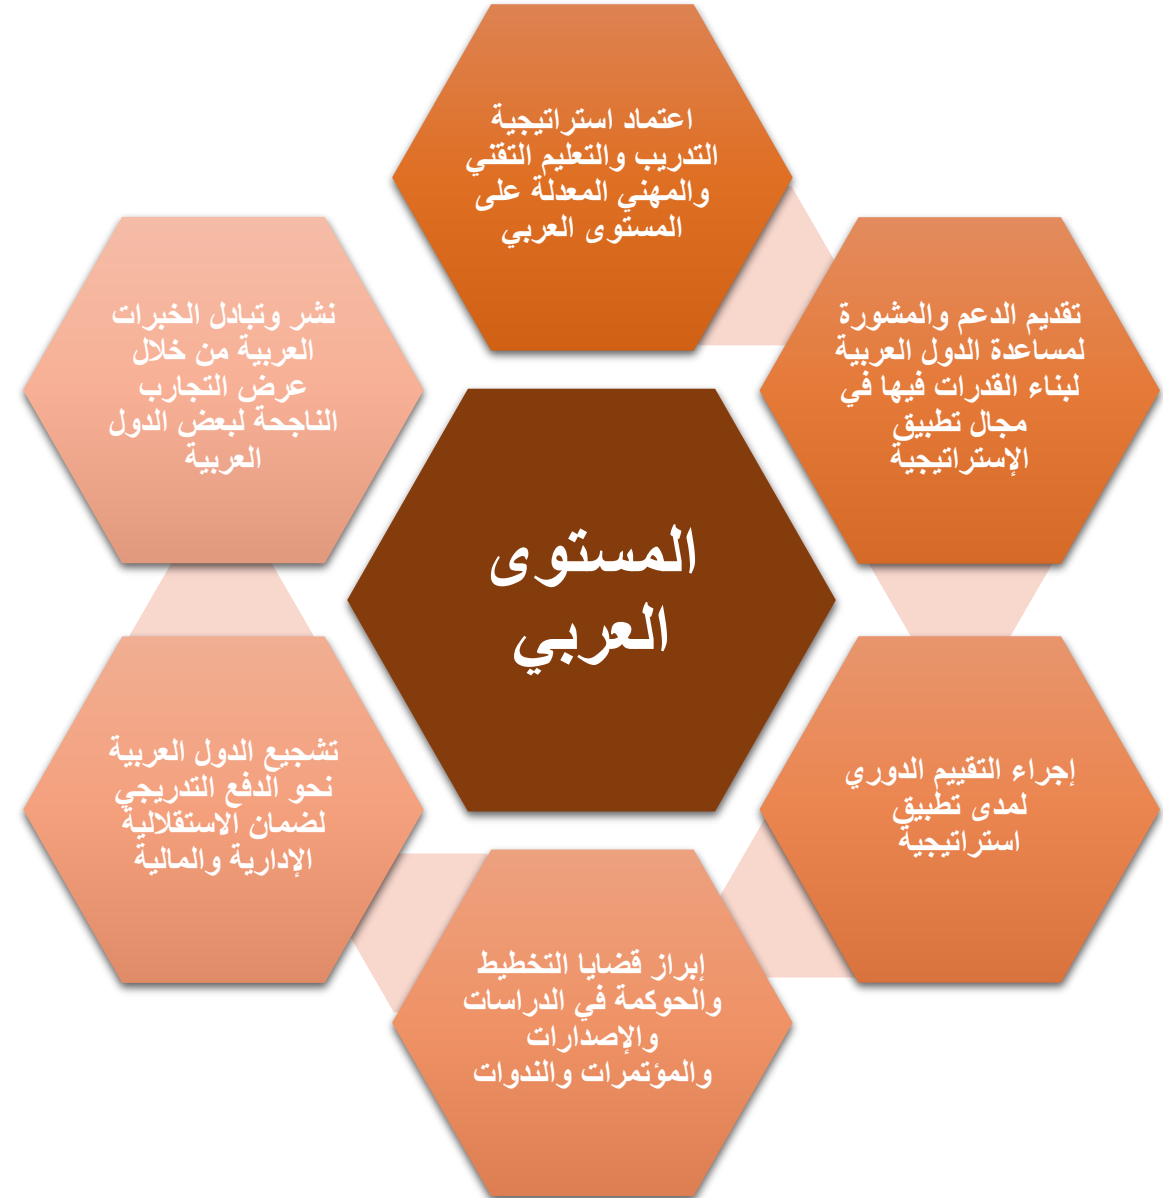 اعتماد استراتيجية
التدريب والتعليم التقني
والمهني المعدلة على
المستوى العربي
تقديم الدعم والمشورة
لمساعدة الدول العربية
لبناء القدرات فيها في
مجال تطبيق
الإستراتيجية
إجراء التقييم الدوري
لمدى تطبيق
استراتيجية
إبراز قضايا التخطيط
والحوكمة في الدراسات
والإصدارات
والمؤتمرات والندوات
تشجيع الدول العربية
نحو الدفع التدريجي
لضمان الاستقلالية
الإدارية والمالية
نشر وتبادل الخبرات
العربية من خلال
عرض التجارب
الناجحة لبعض الدول
العربية
المستوى
العربي